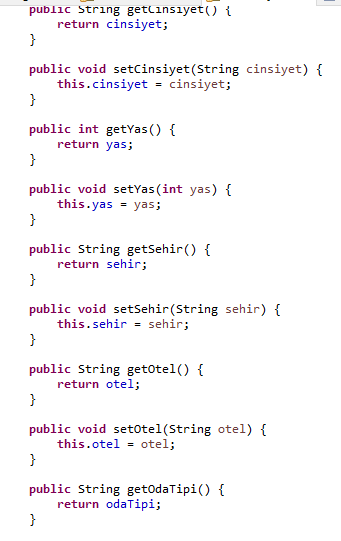 public String getCinsiyet() {
return cinsiyet;
}
public void setCinsiyet(String cinsiyet) {
this.cinsiyet = cinsiyet;
}
public int getYas() {
return yas;
}
public void setYas(int yas) {
this.yas = yas;
}
public String getSehir() {
return sehir;
}
public void setSehir(String sehir) {
this.sehir = sehir;
}
public String getOtel() {
return otel;
}
public void setOtel(String otel) {
this.otel = otel;
}
public String getOdaTipi() {
return odaTipi;
}